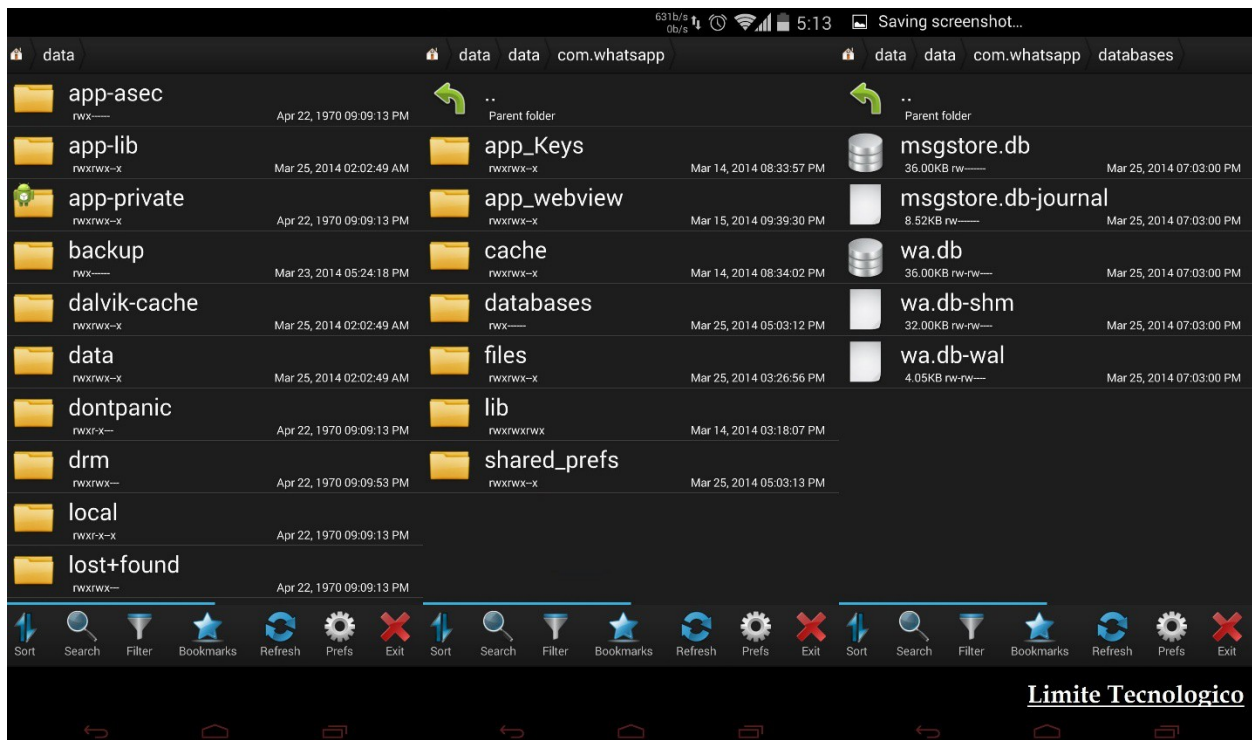 631b/s
0b/s
5:13
Saving screenshot...
data
app-asec
rwx------
Apr 22, 1970 09:09:13 PM
app-lib
rwxrwx--x
Mar 25, 2014 02:02:49 AM
app-private
rwxrwx--x
Apr 22, 1970 09:09:13 PM
backup
rwx------
Mar 23, 2014 05:24:18 PM
dalvik-cache
rwxrwx--x
Mar 25, 2014 02:02:49 AM
data
rwxrwx--x
Mar 25, 2014 02:02:49 AM
dontpanic
rwxr-x---
Apr 22, 1970 09:09:13 PM
drm
rwxrwx---
Apr 22, 1970 09:09:53 PM
local
rwxr-x--x
Apr 22, 1970 09:09:13 PM
lost+found
rwxrwx---
Apr 22, 1970 09:09:13 PM
Sort Search Filter Bookmarks Refresh Prefs Exit
data data com.whatsapp
..
Parent folder
app_Keys
rwxrwx--x
Mar 14, 2014 08:33:57 PM
app_webview
rwxrwx--x
Mar 15, 2014 09:39:30 PM
cache
rwxrwx--x
Mar 14, 2014 08:34:02 PM
databases
rwx------
Mar 25, 2014 05:03:12 PM
files
rwxrwx--x
Mar 25, 2014 03:26:56 PM
lib
rwxrwxrwx
Mar 14, 2014 03:18:07 PM
shared_prefs
rwxrwx--x
Mar 25, 2014 05:03:13 PM
Sort Search Filter Bookmarks Refresh Prefs Exit
data data com.whatsapp databases
..
Parent folder
msgstore.db
36.00KB rw-------
Mar 25, 2014 07:03:00 PM
msgstore.db-journal
8.52KB rw-------
Mar 25, 2014 07:03:00 PM
wa.db
36.00KB rw-rw----
Mar 25, 2014 07:03:00 PM
wa.db-shm
32.00KB rw-rw----
Mar 25, 2014 07:03:00 PM
wa.db-wal
4.05KB rw-rw----
Mar 25, 2014 07:03:00 PM
Sort Search Filter Bookmarks Refresh Prefs Exit
Limite Tecnologico